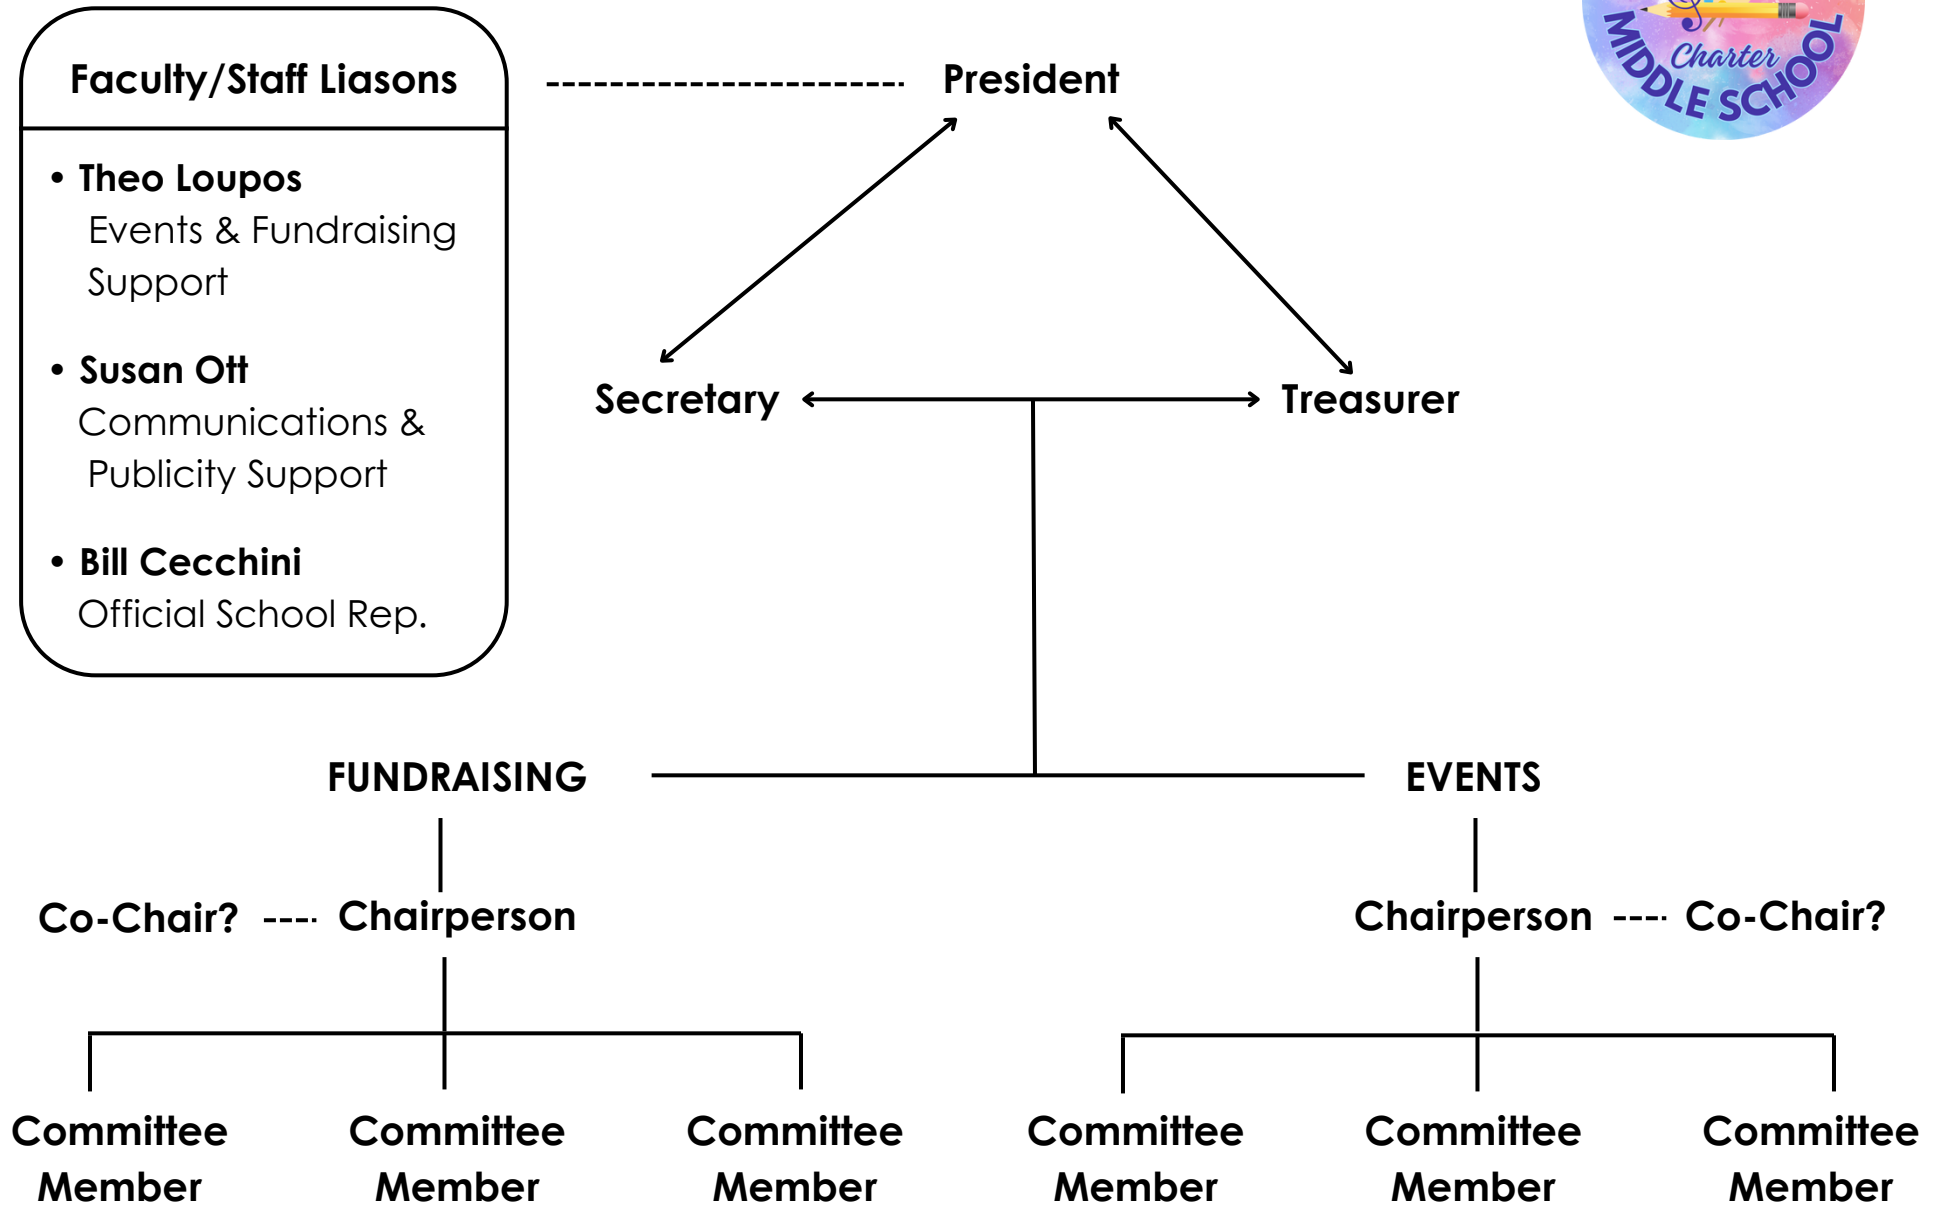 Charter
MIDDLE SCHOOL
Faculty/Staff Liasons
President
• Theo Loupos
Events & Fundraising
Support
• Susan Ott
Communications &
Publicity Support
• Bill Cecchini
Official School Rep.
Secretary
Treasurer
FUNDRAISING
EVENTS
Co-Chair?
Chairperson
Chairperson
Co-Chair?
Committee
Member
Committee
Member
Committee
Member
Committee
Member
Committee
Member
Committee
Member